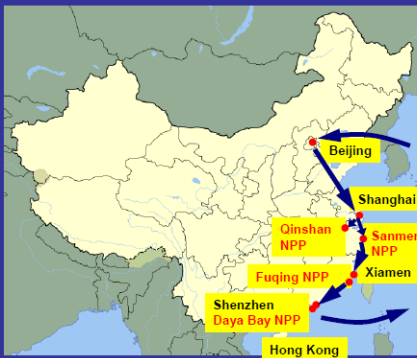 Beijing
Shanghai
Qinshan
NPP
Sanmen
NPP
Fuqing NPP
Xiamen
Shenzhen
Daya Bay NPP
Hong Kong